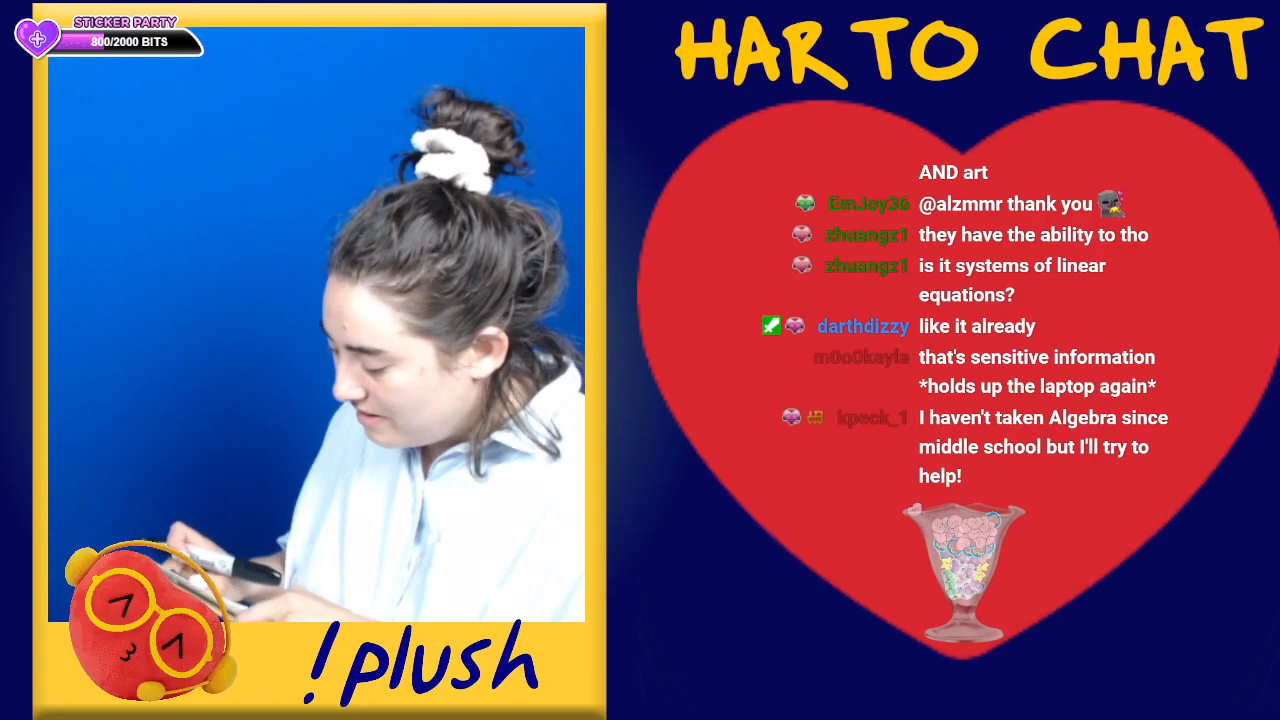 STICKER PARTY
800/2000 BITS
!plush
HARTO CHAT
AND art
EmJoy36 @alzmmr thank you
zhuangz1 they have the ability to tho
zhuangz1 is it systems of linear
equations?
darthdizzy like it already
m0o0kayla that's sensitive information
*holds up the laptop again*
kpeck_1 I haven't taken Algebra since
middle school but I'll try to
help!